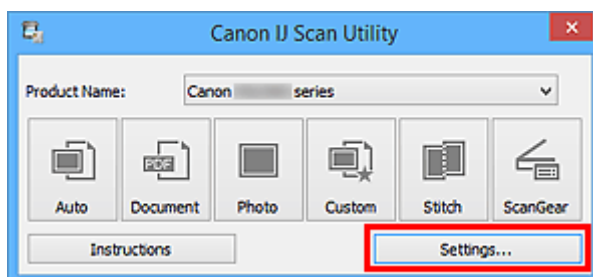 Canon IJ Scan Utility
Product Name: Canon series
PDF
Auto Document Photo Custom Stitch ScanGear
Instructions Settings...